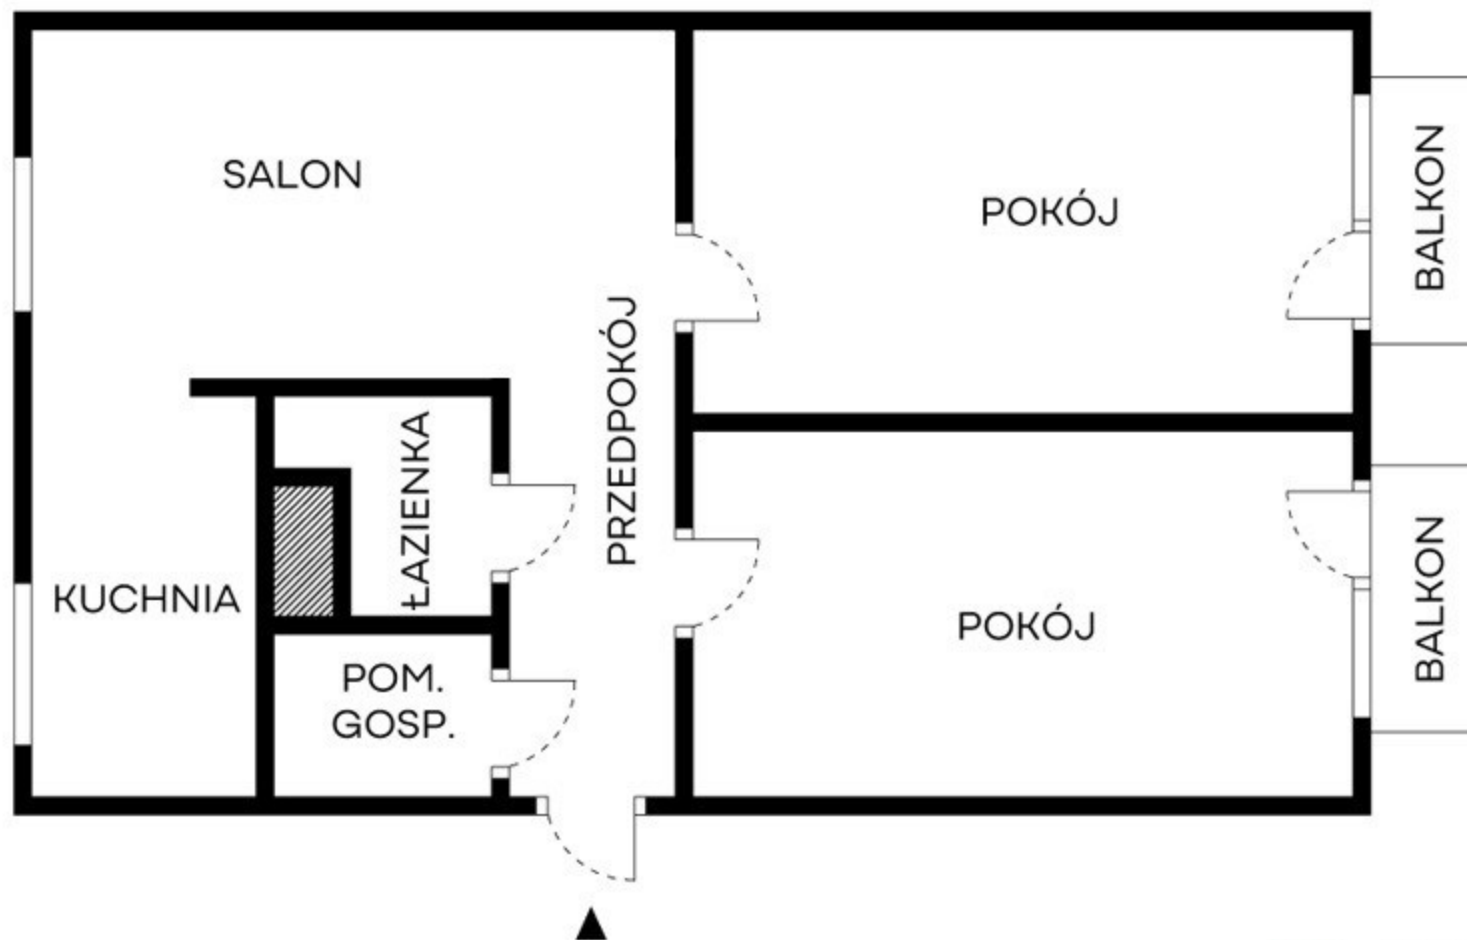 SALON
POKÓJ
BALKON
PRZEDPOKÓJ
ŁAZIENKA
KUCHNIA
POKÓJ
BALKON
POM.
GOSP.